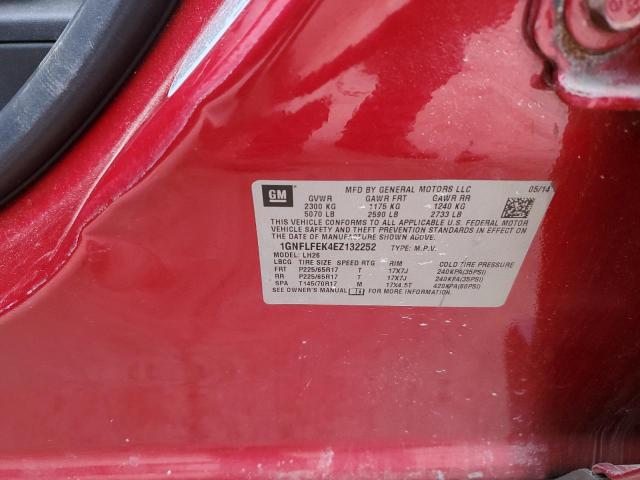 GM
MFD BY GENERAL MOTORS LLC 05/14
GVWR GAWR FRT GAWR RR
2300 KG 1175 KG 1240 KG
5070 LB 2590 LB 2733 LB
THIS VEHICLE CONFORMS TO ALL APPLICABLE U.S. FEDERAL MOTOR
VEHICLE SAFETY AND THEFT PREVENTION STANDARDS IN EFFECT ON
THE DATE OF MANUFACTURE SHOWN ABOVE.
1GNFLFEK4EZ132252 TYPE: M.P.V.
MODEL: LH26
LBCG TIRE SIZE SPEED RTG RIM COLD TIRE PRESSURE
FRT P225/65R17 T 17X7J 240KPA(35PSI)
RR P225/65R17 T 17X7J 240KPA(35PSI)
SPA T145/70R17 M 17X4.5T 420KPA(60PSI)
SEE OWNER'S MANUAL FOR MORE INFORMATION.